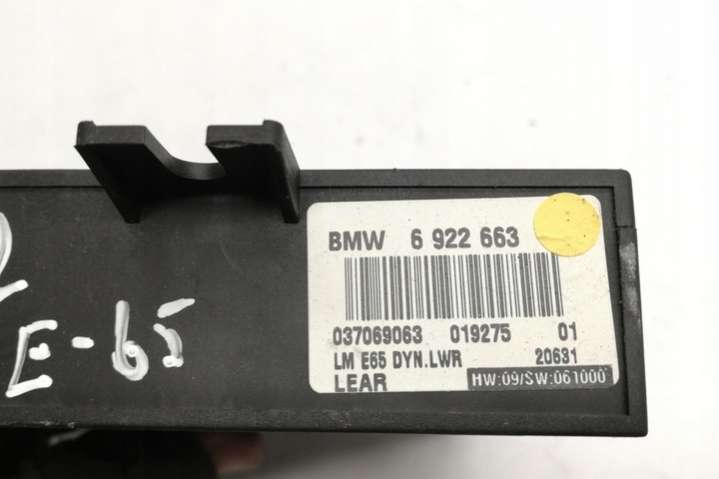 BMW 6 922 663
037069063 019275 01
LM E65 DYN.LWR 20631
LEAR HW:09/SW:061000
E-65